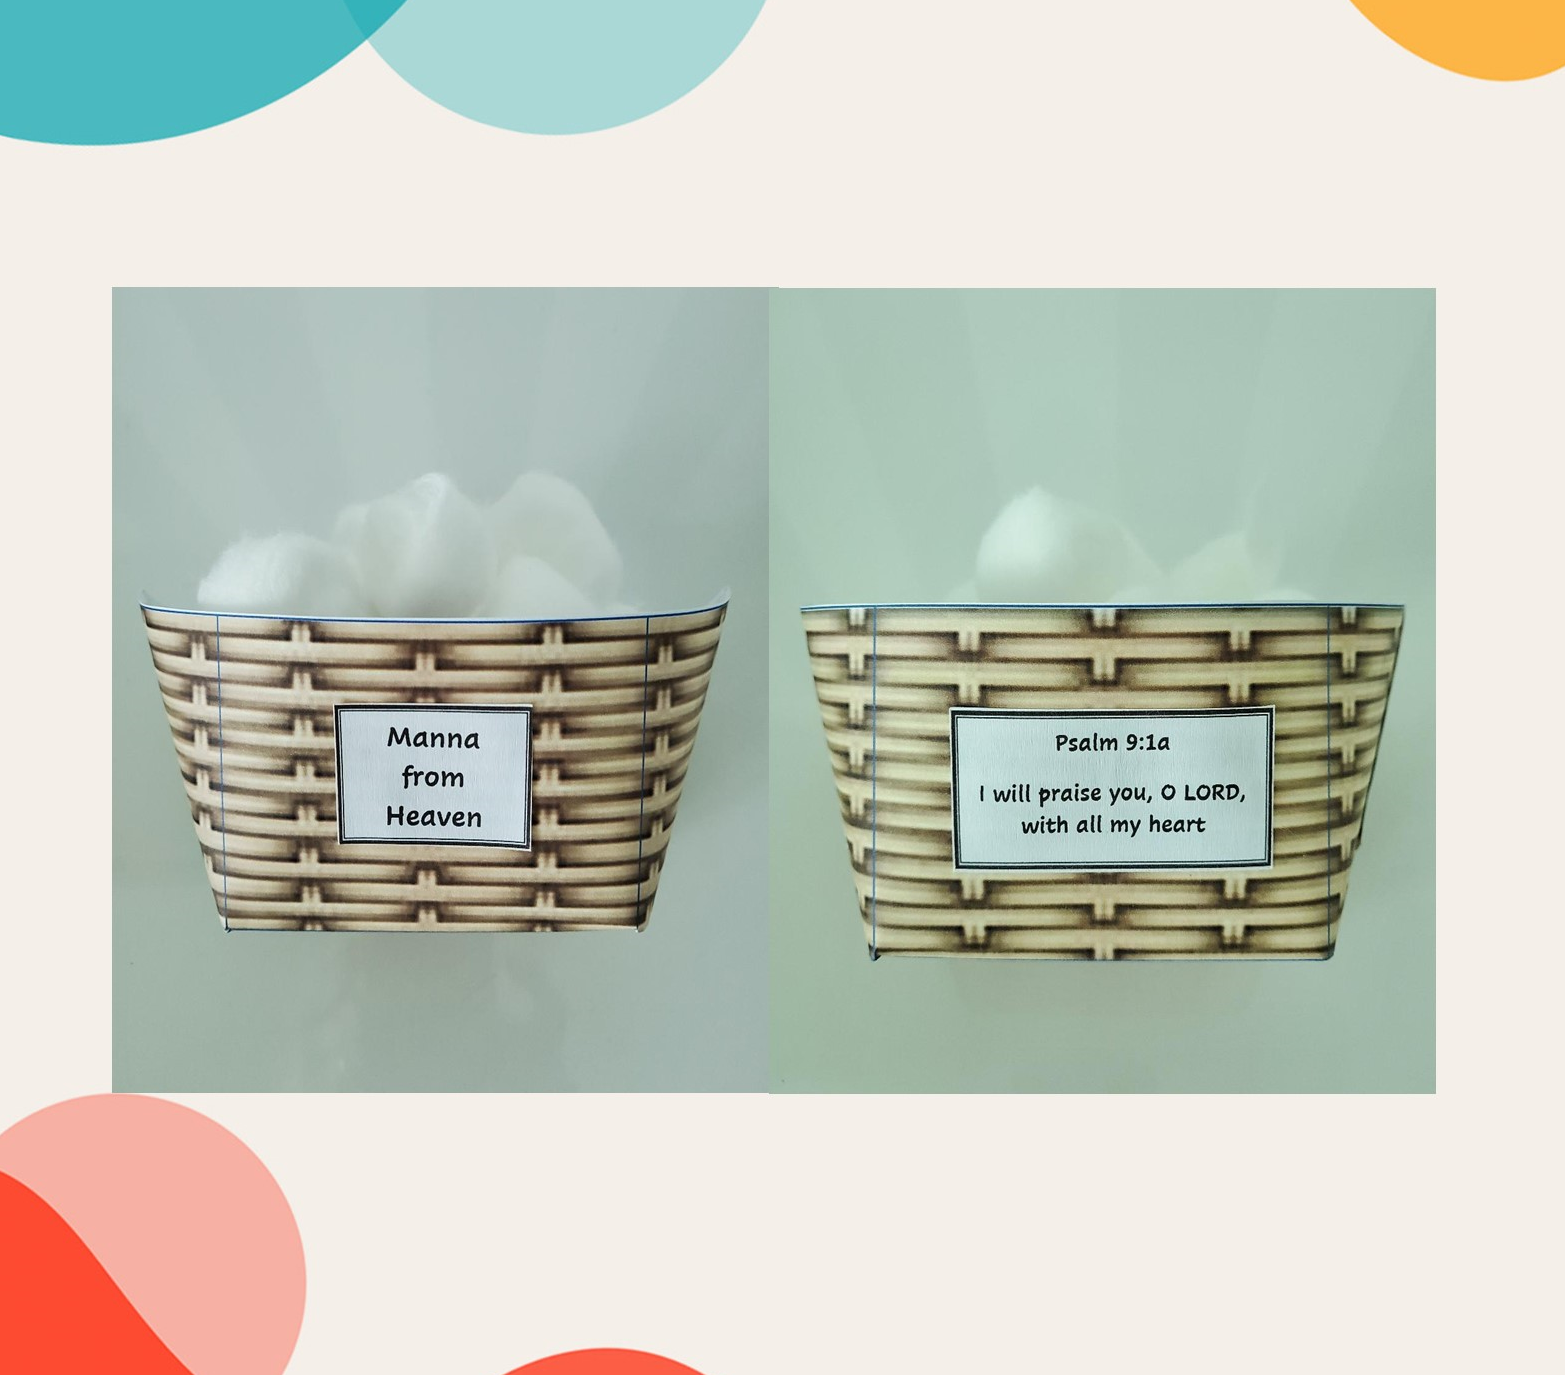 Manna
from
Heaven
Psalm 9:1a
I will praise you, O LORD,
with all my heart